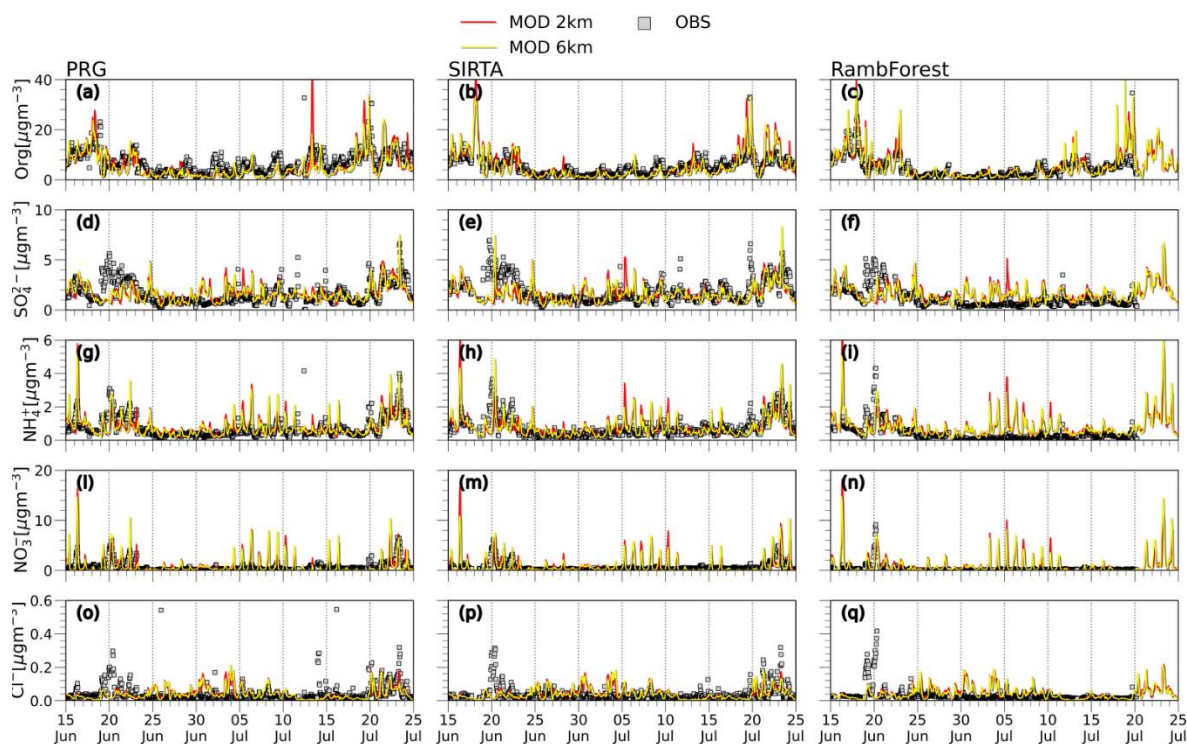 MOD 2km OBS
MOD 6km
PRG SIRTA RambForest
Org[μgm⁻³] 40 20 0 (a) (b) (c)
SO₄²⁻[μgm⁻³] 10 5 0 (d) (e) (f)
NH₄⁺[μgm⁻³] 6 4 2 0 (g) (h) (i)
NO₃⁻[μgm⁻³] 20 10 0 (l) (m) (n)
Cl⁻[μgm⁻³] 0.6 0.4 0.2 0.0 (o) (p) (q)
15 20 25 30 05 10 15 20 25 15 20 25 30 05 10 15 20 25 15 20 25 30 30 10 15 20 25
Jun Jun Jun Jun Jul Jul Jul Jul Jul Jun Jun Jun Jun Jul Jul Jul Jul Jul Jun Jun Jun Jun Jul Jul Jul Jul Jul